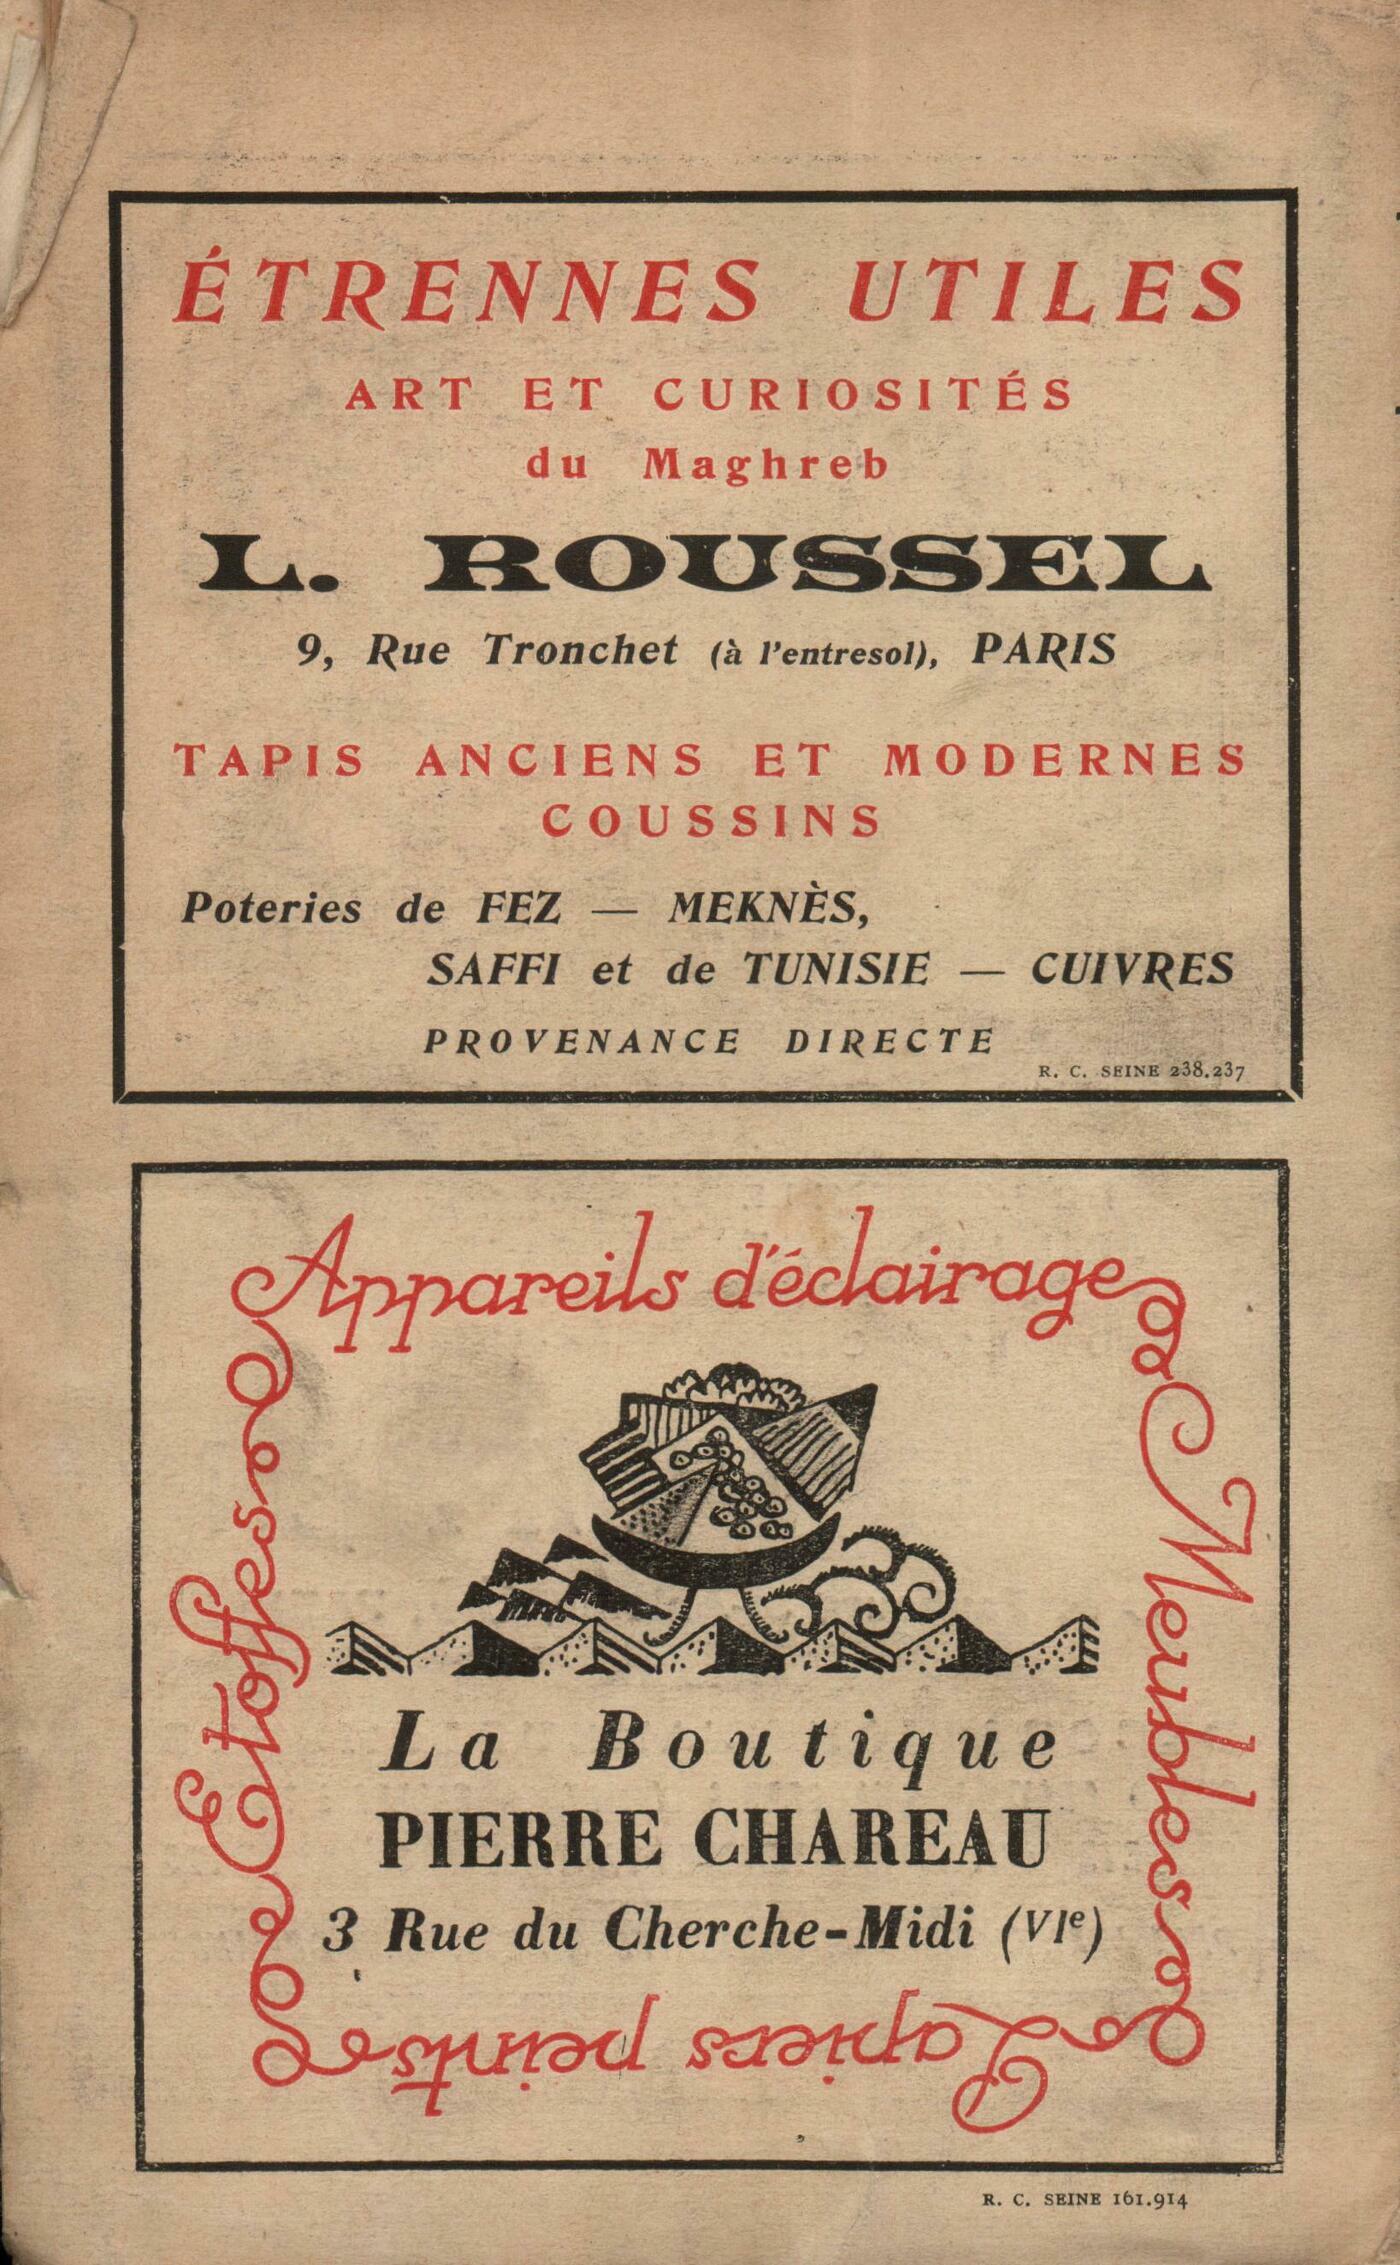 ÉTRENNES UTILES
ART ET CURIOSITÉS
du Maghreb
L. ROUSSEL
9, Rue Tronchet (à l'entresol), PARIS
TAPIS ANCIENS ET MODERNES
COUSSINS
Poteries de FEZ — MEKNÈS,
SAFFI et de TUNISIE — CUIVRES
PROVENANCE DIRECTE
R. C. SEINE 238.237
Appareils d'éclairage
Meubles
Papiers peints
Etoffes
La Boutique
PIERRE CHAREAU
3 Rue du Cherche-Midi (VIe)
R. C. SEINE 161.914